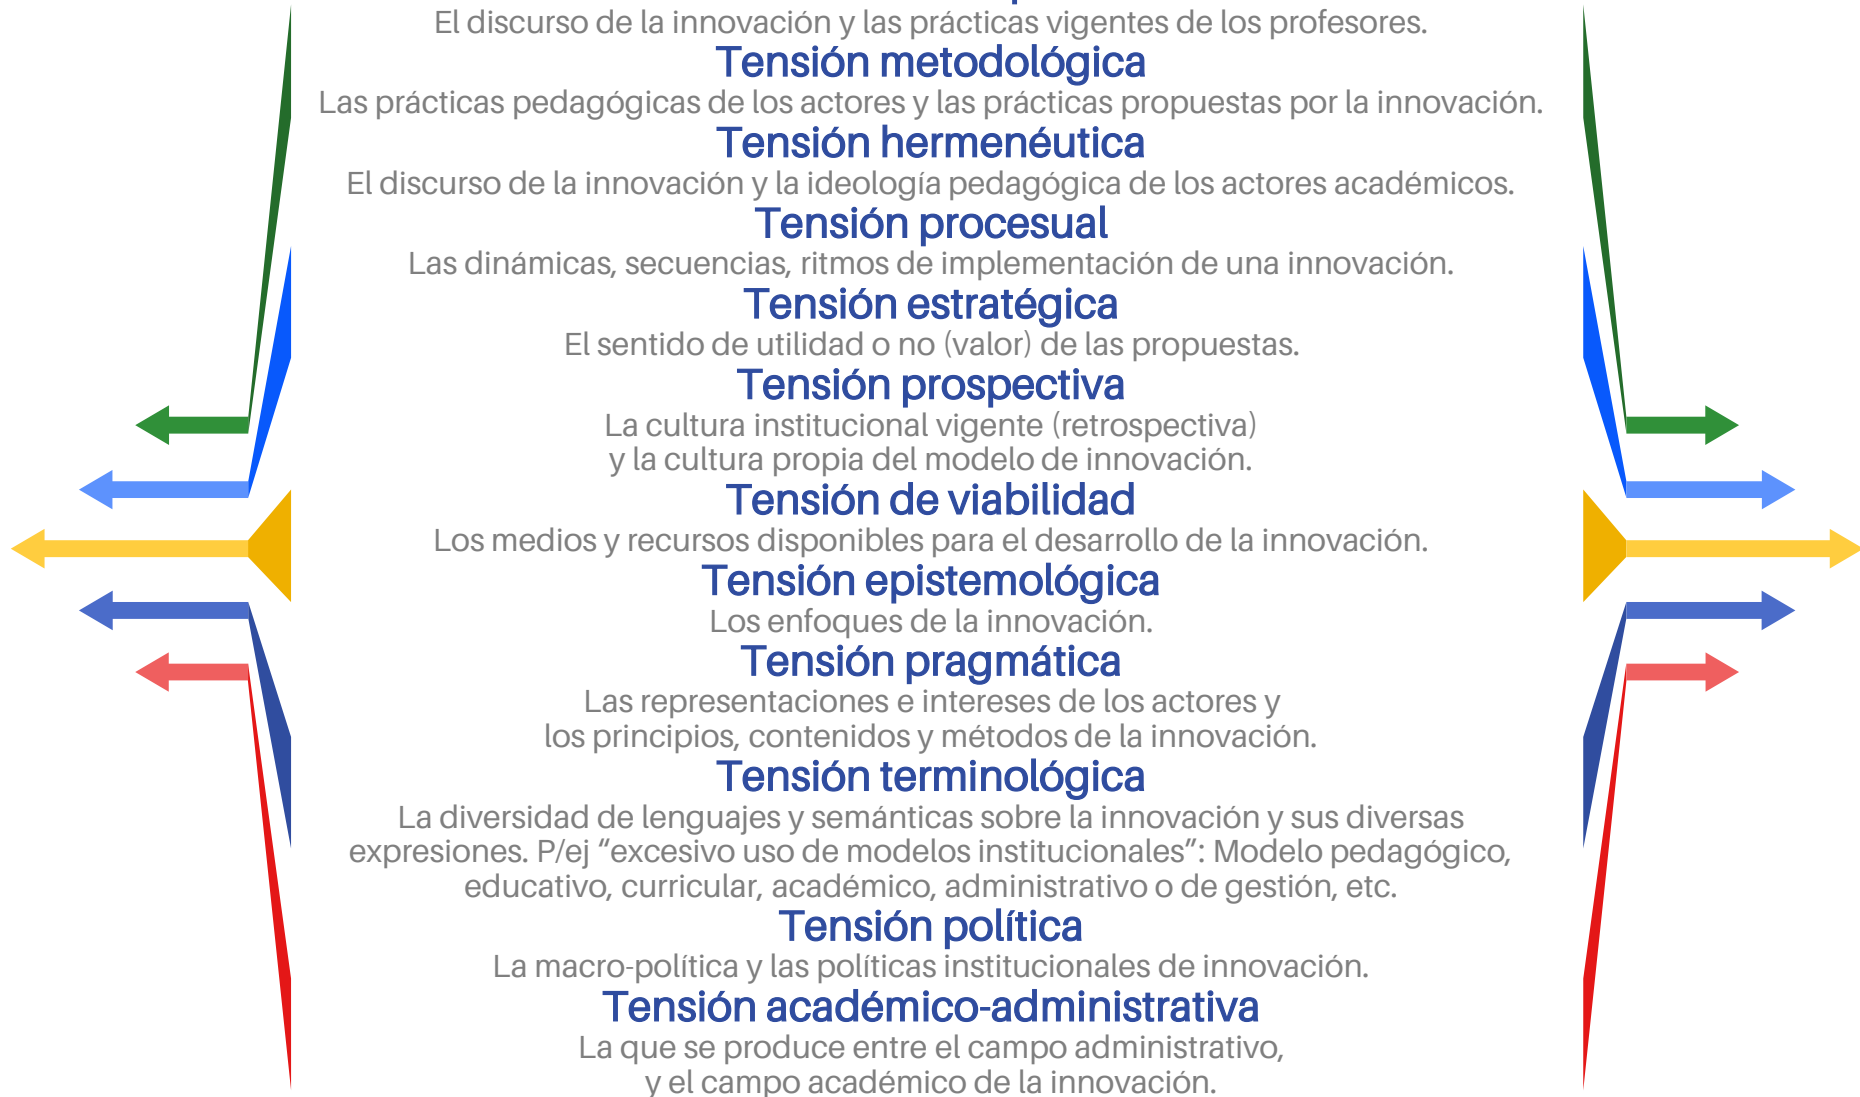 El discurso de la innovación y las prácticas vigentes de los profesores.
Tensión metodológica
Las prácticas pedagógicas de los actores y las prácticas propuestas por la innovación.
Tensión hermenéutica
El discurso de la innovación y la ideología pedagógica de los actores académicos.
Tensión procesual
Las dinámicas, secuencias, ritmos de implementación de una innovación.
Tensión estratégica
El sentido de utilidad o no (valor) de las propuestas.
Tensión prospectiva
La cultura institucional vigente (retrospectiva)
y la cultura propia del modelo de innovación.
Tensión de viabilidad
Los medios y recursos disponibles para el desarrollo de la innovación.
Tensión epistemológica
Los enfoques de la innovación.
Tensión pragmática
Las representaciones e intereses de los actores y
los principios, contenidos y métodos de la innovación.
Tensión terminológica
La diversidad de lenguajes y semánticas sobre la innovación y sus diversas
expresiones. P/ej “excesivo uso de modelos institucionales”: Modelo pedagógico,
educativo, curricular, académico, administrativo o de gestión, etc.
Tensión política
La macro-política y las políticas institucionales de innovación.
Tensión académico-administrativa
La que se produce entre el campo administrativo,
y el campo académico de la innovación.